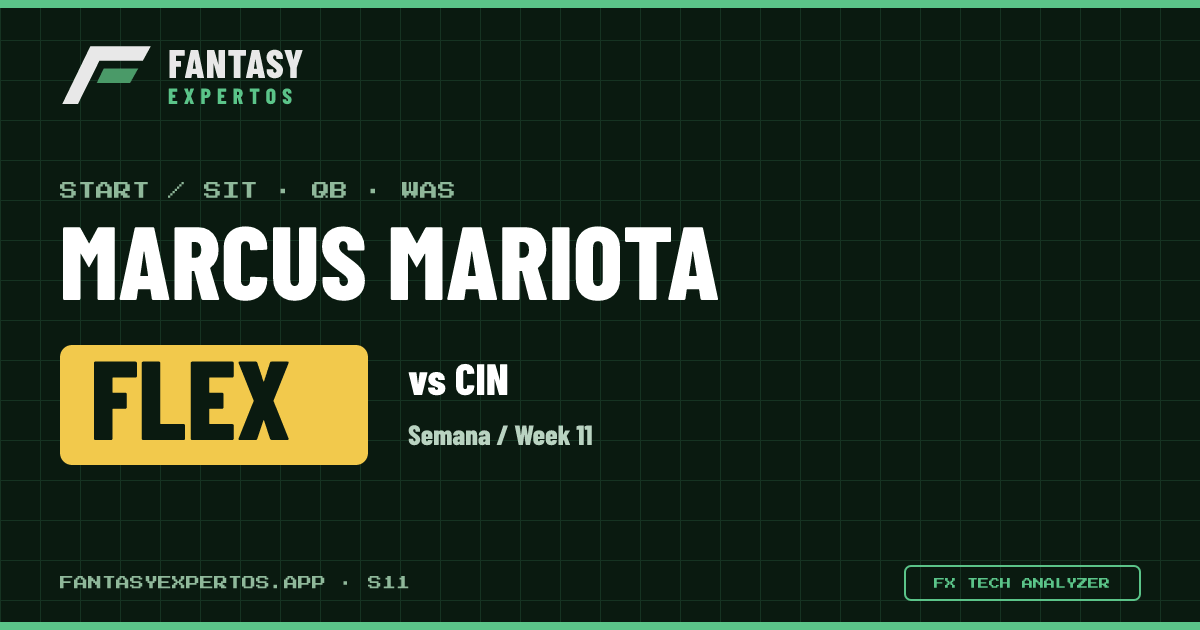 FANTASY
EXPERTOS
START / SIT · QB · WAS
MARCUS MARIOTA
FLEX
vs CIN
Semana / Week 11
FANTASYEXPERTOS.APP · S11
FX TECH ANALYZER